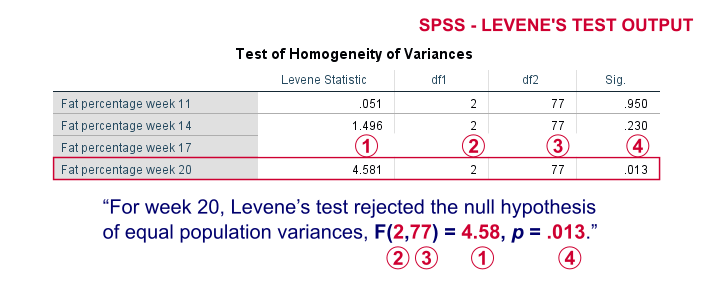 SPSS - LEVENE'S TEST OUTPUT
Test of Homogeneity of Variances
Levene Statistic df1 df2 Sig.
Fat percentage week 11 .051 2 77 .950
Fat percentage week 14 1.496 2 77 .230
Fat percentage week 17 1 2 3 4
Fat percentage week 20 4.581 2 77 .013
“For week 20, Levene’s test rejected the null hypothesis
of equal population variances, F(2,77) = 4.58, p = .013.”
2 3 1 4